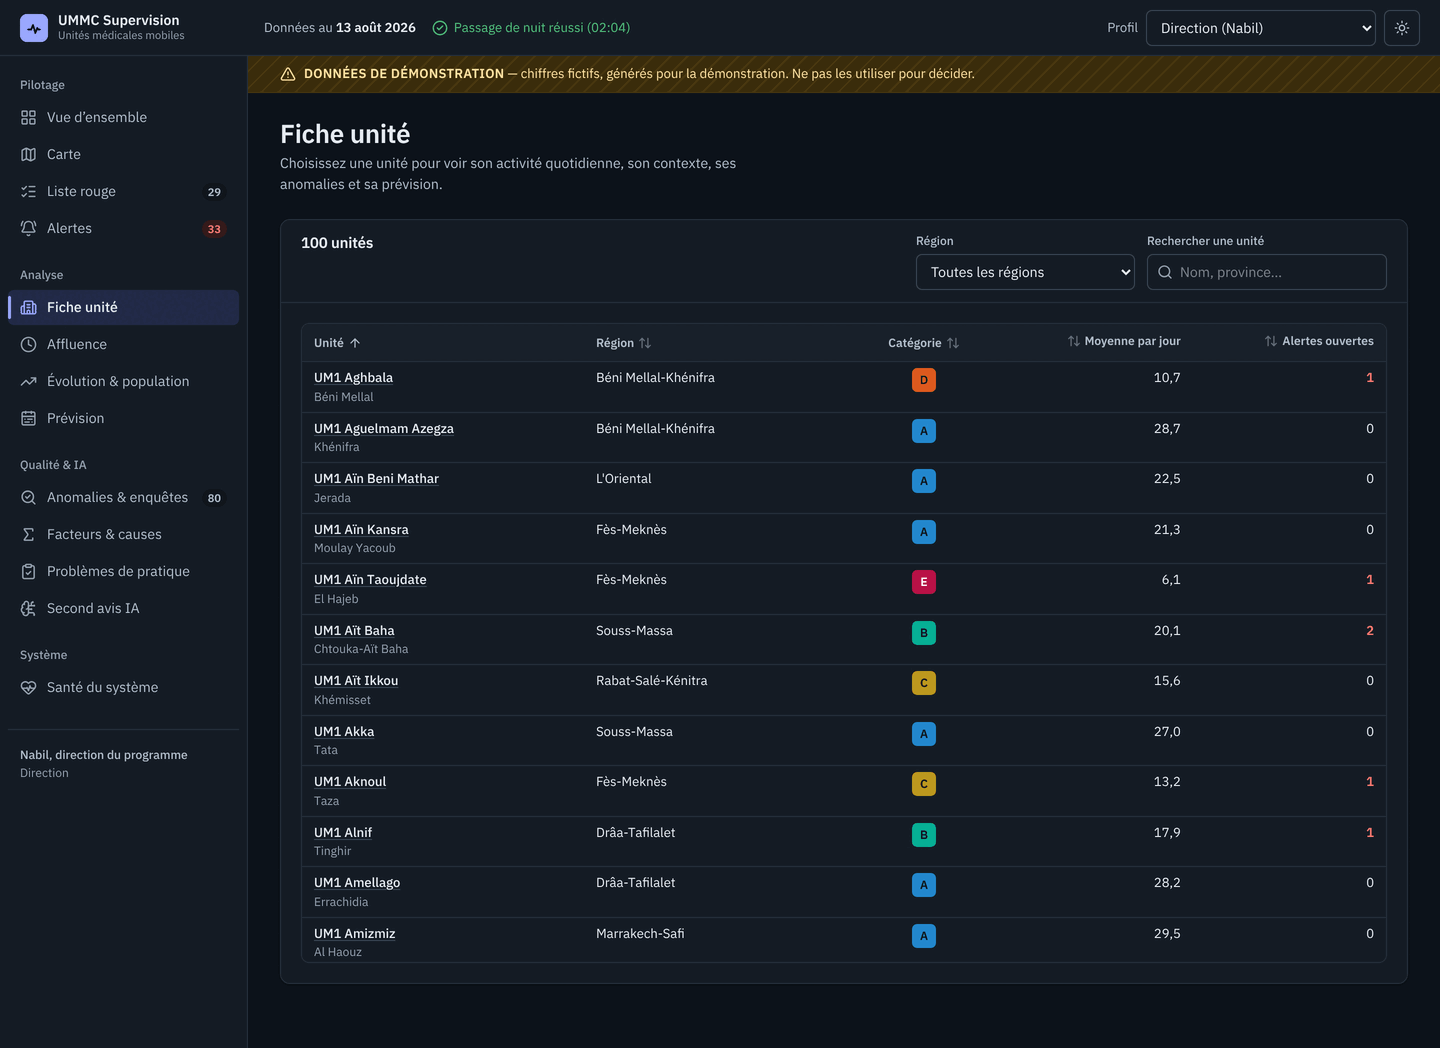 UMMC Supervision
Unités médicales mobiles
Données au 13 août 2026
Passage de nuit réussi (02:04)
Profil
Direction (Nabil)
DONNÉES DE DÉMONSTRATION — chiffres fictifs, générés pour la démonstration. Ne pas les utiliser pour décider.
Pilotage
Vue d’ensemble
Carte
Liste rouge 29
Alertes 33
Analyse
Fiche unité
Affluence
Évolution & population
Prévision
Qualité & IA
Anomalies & enquêtes 80
Facteurs & causes
Problèmes de pratique
Second avis IA
Système
Santé du système
Nabil, direction du programme
Direction
Fiche unité
Choisissez une unité pour voir son activité quotidienne, son contexte, ses
anomalies et sa prévision.
100 unités
Région
Toutes les régions
Rechercher une unité
Nom, province...
Unité Région Catégorie Moyenne par jour Alertes ouvertes
UM1 Aghbala Béni Mellal-Khénifra D 10,7 1
Béni Mellal
UM1 Aguelmam Azegza Béni Mellal-Khénifra A 28,7 0
Khénifra
UM1 Aïn Beni Mathar L'Oriental A 22,5 0
Jerada
UM1 Aïn Kansra Fès-Meknès A 21,3 0
Moulay Yacoub
UM1 Aïn Taoujdate Fès-Meknès E 6,1 1
El Hajeb
UM1 Aït Baha Souss-Massa B 20,1 2
Chtouka-Aït Baha
UM1 Aït Ikkou Rabat-Salé-Kénitra C 15,6 0
Khémisset
UM1 Akka Souss-Massa A 27,0 0
Tata
UM1 Aknoul Fès-Meknès C 13,2 1
Taza
UM1 Alnif Drâa-Tafilalet B 17,9 1
Tinghir
UM1 Amellago Drâa-Tafilalet A 28,2 0
Errachidia
UM1 Amizmiz Marrakech-Safi A 29,5 0
Al Haouz